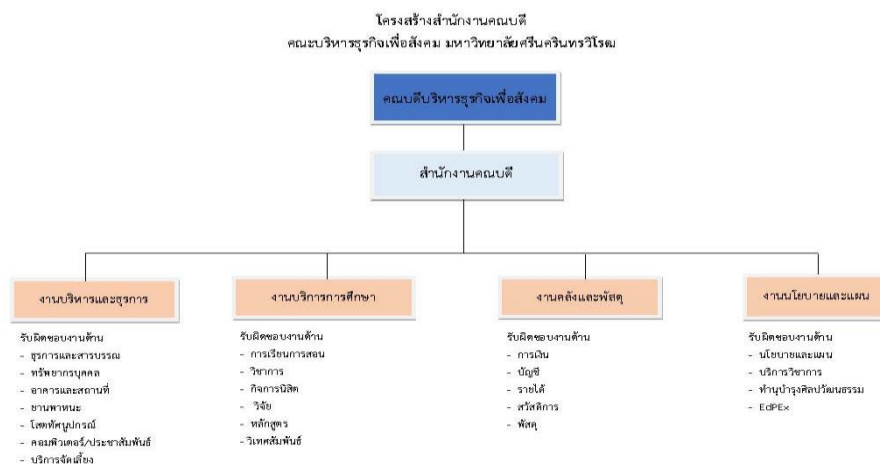 โครงสร้างสำนักงานคณบดี
คณะบริหารธุรกิจเพื่อสังคม มหาวิทยาลัยศรีนครินทรวิโรฒ
คณบดีบริหารธุรกิจเพื่อสังคม
สำนักงานคณบดี
งานบริหารและธุรการ
รับผิดชอบงานด้าน
- ธุรการและสารบรรณ
- ทรัพยากรบุคคล
- อาคารและสถานที่
- ยานพาหนะ
- โสตทัศนูปกรณ์
- คอมพิวเตอร์/ประชาสัมพันธ์
- บริการจัดเลี้ยง
งานบริการการศึกษา
รับผิดชอบงานด้าน
- การเรียนการสอน
- วิชาการ
- กิจการนิสิต
- วิจัย
- หลักสูตร
- วิเทศสัมพันธ์
งานคลังและพัสดุ
รับผิดชอบงานด้าน
- การเงิน
- บัญชี
- รายได้
- สวัสดิการ
- พัสดุ
งานนโยบายและแผน
รับผิดชอบงานด้าน
- นโยบายและแผน
- บริการวิชาการ
- ทำนุบำรุงศิลปวัฒนธรรม
- EdPEx